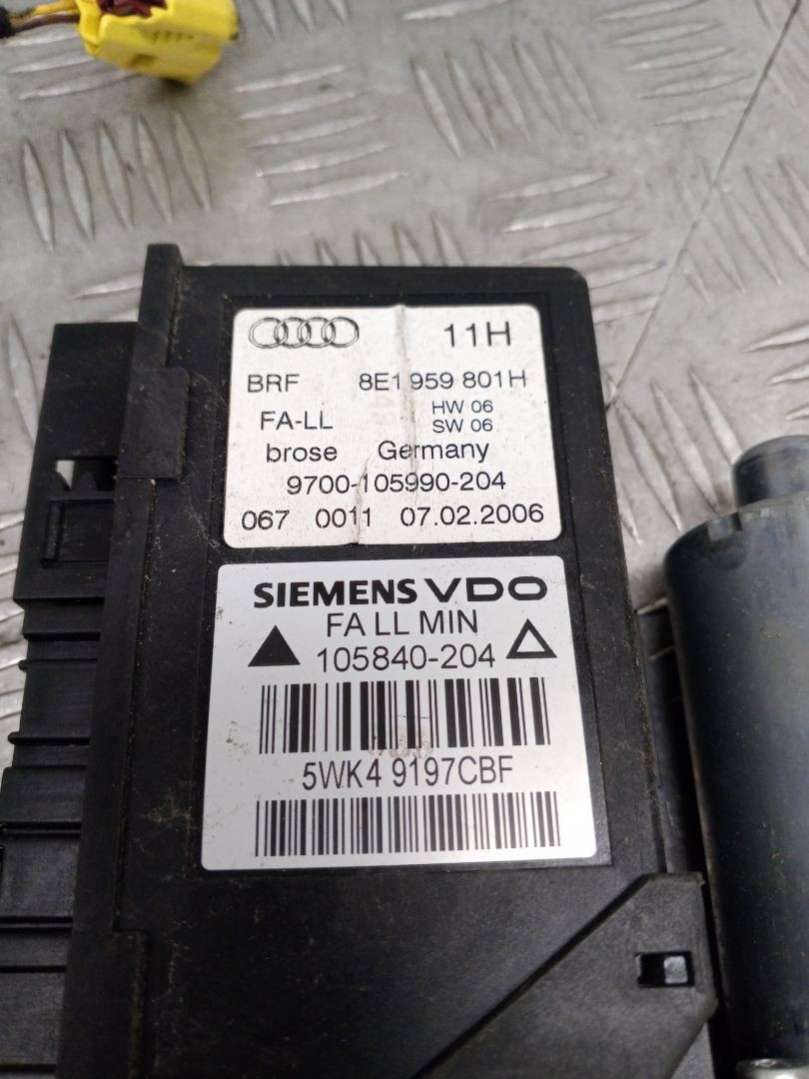 11H
BRF 8E1 959 801H
FA-LL HW 06
SW 06
brose Germany
9700-105990-204
067 0011 07.02.2006
SIEMENS VDO
FA LL MIN
105840-204
5WK4 9197CBF